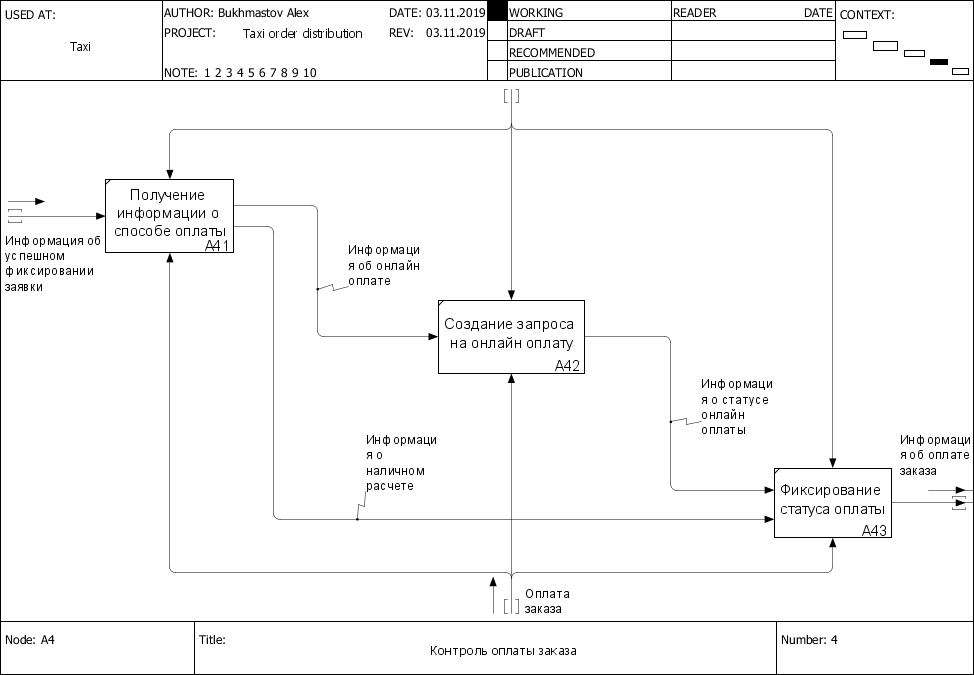 USED AT:
Taxi
AUTHOR: Bukhmastov Alex
DATE: 03.11.2019
PROJECT: Taxi order distribution
REV: 03.11.2019
NOTE: 1 2 3 4 5 6 7 8 9 10
WORKING
DRAFT
RECOMMENDED
PUBLICATION
READER DATE
CONTEXT:
Получение
информации о
способе оплаты
A41
Информация об
успешном
фиксировании
заявки
Информаци
я об онлайн
оплате
Создание запроса
на онлайн оплату
A42
Информаци
я о статусе
онлайн
оплаты
Информаци
я о
наличном
расчете
Информаци
я об оплате
заказа
Фиксирование
статуса оплаты
A43
Оплата
заказа
Node: A4
Title:
Контроль оплаты заказа
Number: 4